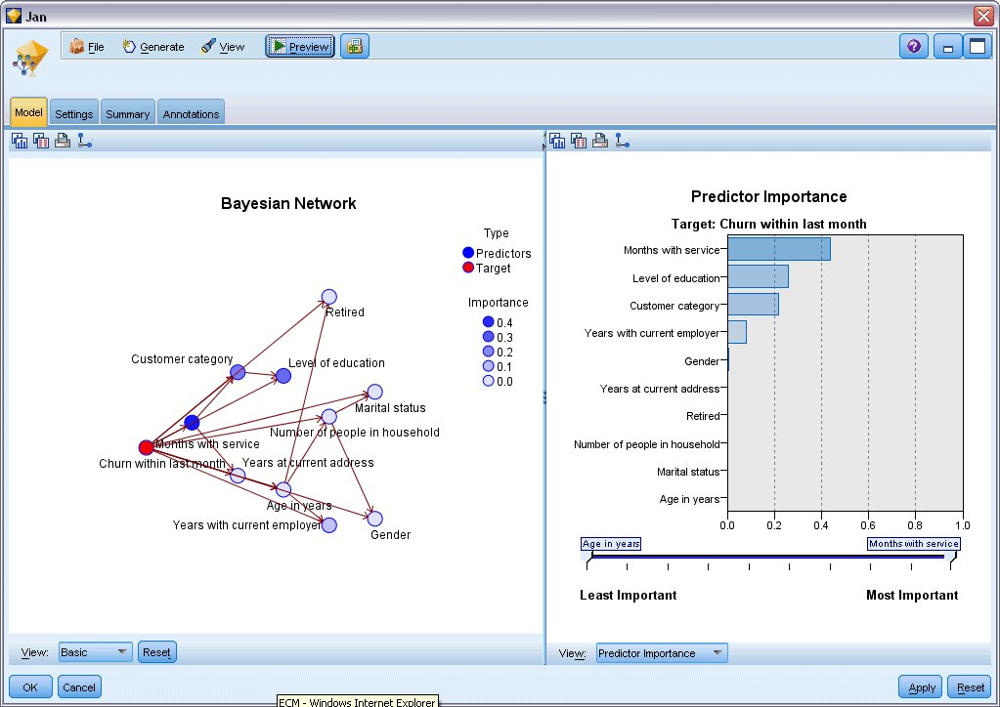 Jan
File Generate View Preview
Model Settings Summary Annotations
Bayesian Network
Type
Predictors
Target
Importance
0.4
0.3
0.2
0.1
0.0
Retired
Customer category
Level of education
Marital status
Number of people in household
Months with service
Churn within last month
Years at current address
Age in years
Years with current employer
Gender
View: Basic Reset
Predictor Importance
Target: Churn within last month
Months with service
Level of education
Customer category
Years with current employer
Gender
Years at current address
Retired
Number of people in household
Marital status
Age in years
0.0 0.2 0.4 0.6 0.8 1.0
Age in years Months with service
Least Important Most Important
View: Predictor Importance
OK Cancel Apply Reset
ECM - Windows Internet Explorer